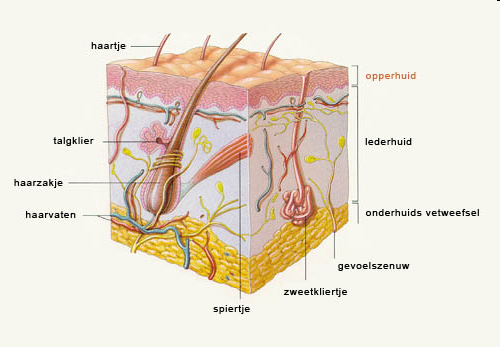 haartje
opperhuid
talgklier
lederhuid
haarzakje
haarvaten
onderhuids vetweefsel
gevoelszenuw
zweetkliertje
spiertje